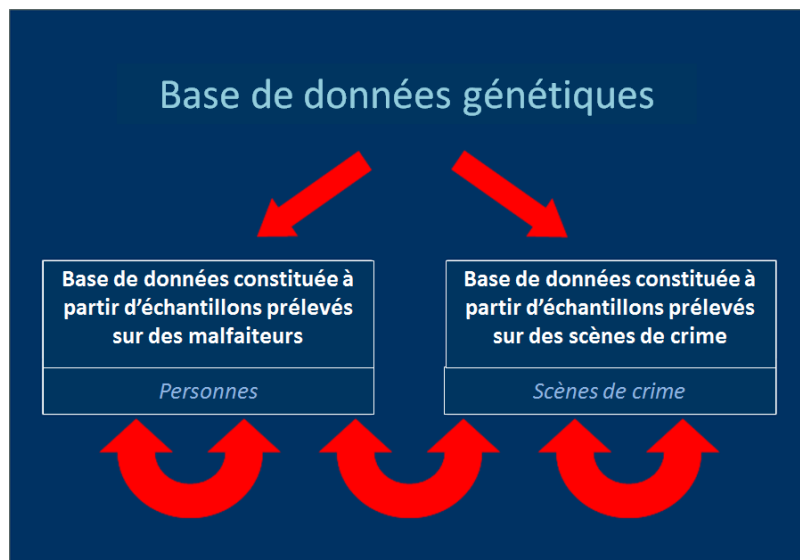 Base de données génétiques
Base de données constituée à
partir d'échantillons prélevés
sur des malfaiteurs
Personnes
Base de données constituée à
partir d'échantillons prélevés
sur des scènes de crime
Scènes de crime